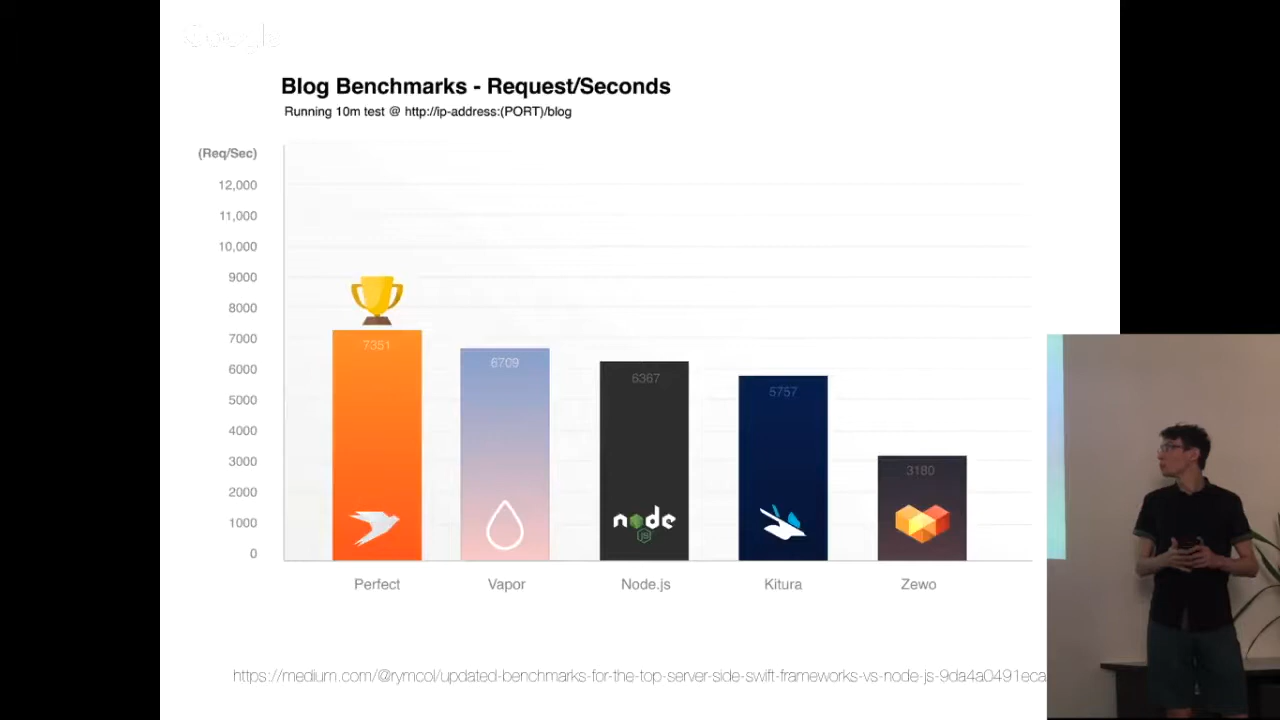 Google
Blog Benchmarks - Request/Seconds
Running 10m test @ http://ip-address:(PORT)/blog
(Req/Sec)
12,000
11,000
10,000
9000
8000
7000
6000
5000
4000
3000
2000
1000
0
7351
6709
6367
5757
3180
node
JS
Perfect
Vapor
Node.js
Kitura
Zewo
https://medium.com/@rymcol/updated-benchmarks-for-the-top-server-side-swift-frameworks-vs-node-js-9da4a0491eca